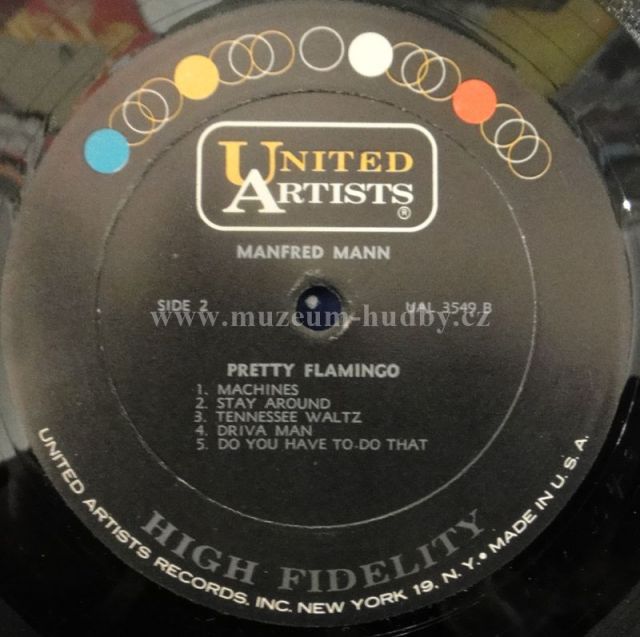 UNITED
ARTISTS
®
MANFRED MANN
SIDE 2
UAL 3549 B
www.muzeum-hudby.cz
PRETTY FLAMINGO
1. MACHINES
2. STAY AROUND
3. TENNESSEE WALTZ
4. DRIVA MAN
5. DO YOU HAVE TO DO THAT
HIGH FIDELITY
UNITED ARTISTS RECORDS, INC. NEW YORK 19, N. Y. • MADE IN U. S. A.